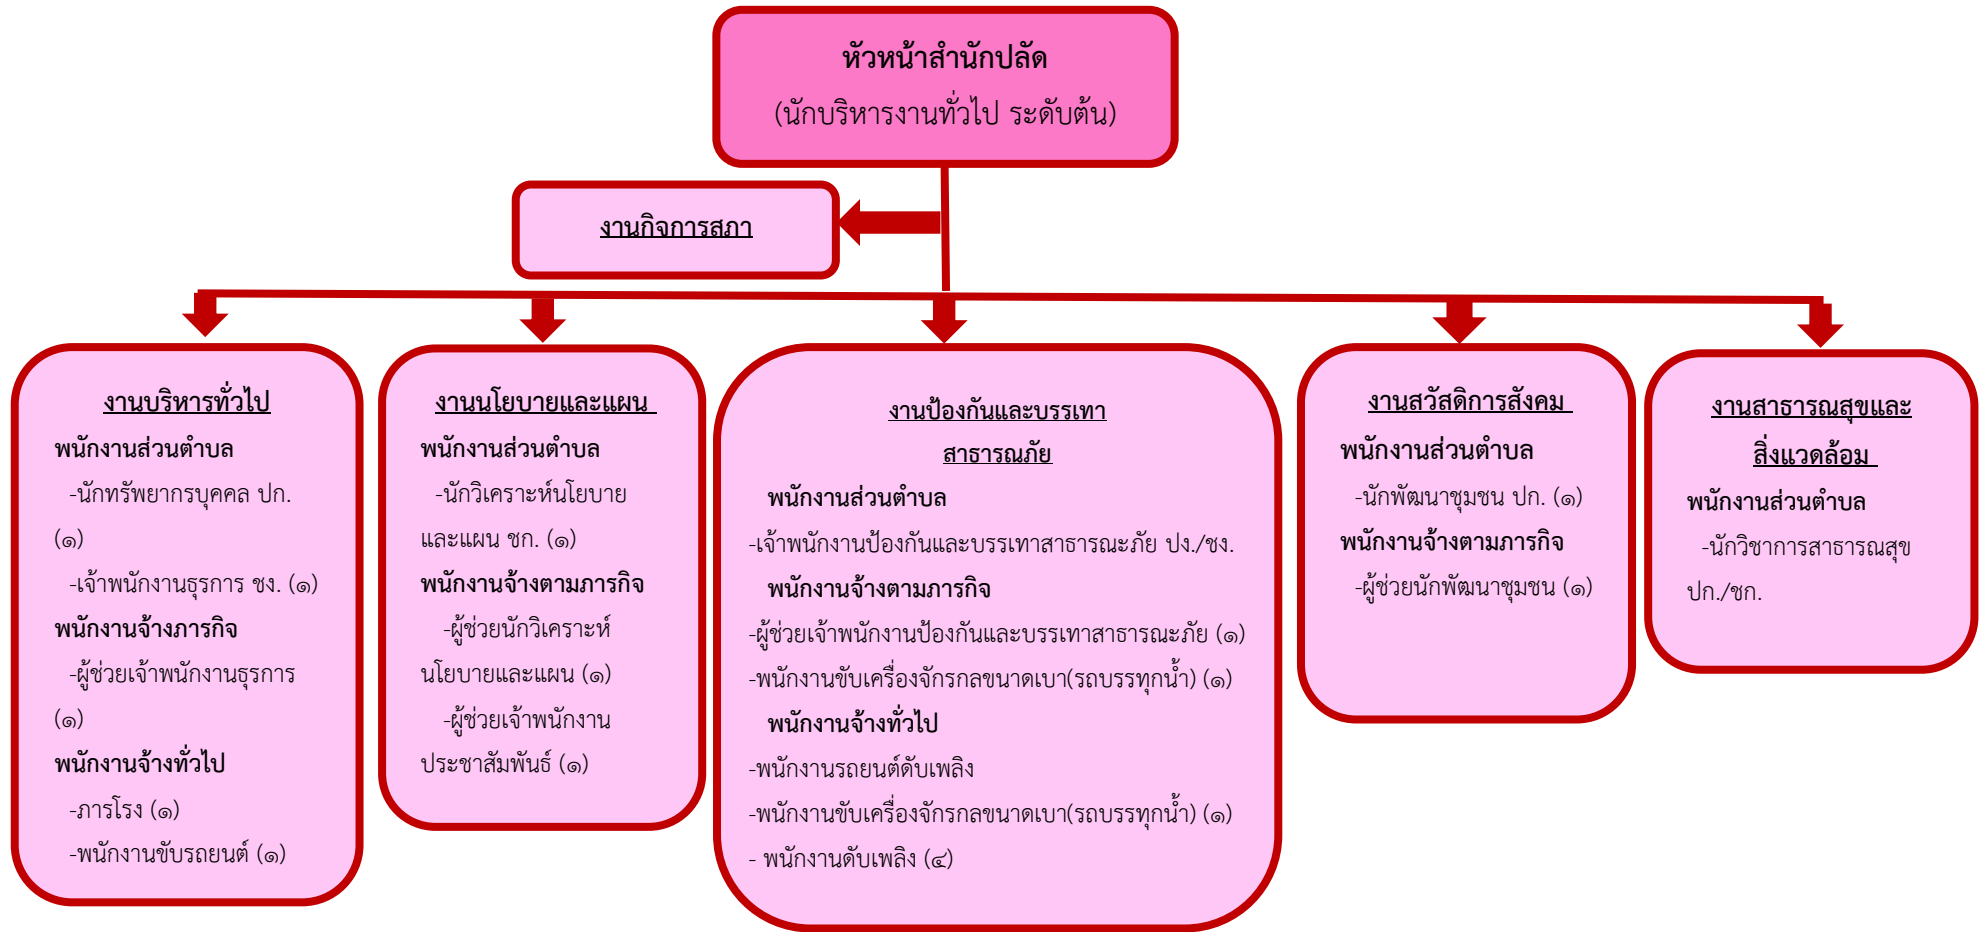 หัวหน้าสำนักปลัด
(นักบริหารงานทั่วไป ระดับต้น)
งานกิจการสภา
งานบริหารทั่วไป
พนักงานส่วนตำบล
-นักทรัพยากรบุคคล ปก.
(๑)
-เจ้าพนักงานธุรการ ชง. (๑)
พนักงานจ้างภารกิจ
-ผู้ช่วยเจ้าพนักงานธุรการ
(๑)
พนักงานจ้างทั่วไป
-ภารโรง (๑)
-พนักงานขับรถยนต์ (๑)
งานนโยบายและแผน
พนักงานส่วนตำบล
-นักวิเคราะห์นโยบาย
และแผน ชก. (๑)
พนักงานจ้างตามภารกิจ
-ผู้ช่วยนักวิเคราะห์
นโยบายและแผน (๑)
-ผู้ช่วยเจ้าพนักงาน
ประชาสัมพันธ์ (๑)
งานป้องกันและบรรเทา
สาธารณภัย
พนักงานส่วนตำบล
-เจ้าพนักงานป้องกันและบรรเทาสาธารณะภัย ปง./ชง.
พนักงานจ้างตามภารกิจ
-ผู้ช่วยเจ้าพนักงานป้องกันและบรรเทาสาธารณะภัย (๑)
-พนักงานขับเครื่องจักรกลขนาดเบา(รถบรรทุกน้ำ) (๑)
พนักงานจ้างทั่วไป
-พนักงานรถยนต์ดับเพลิง
-พนักงานขับเครื่องจักรกลขนาดเบา(รถบรรทุกน้ำ) (๑)
- พนักงานดับเพลิง (๔)
งานสวัสดิการสังคม
พนักงานส่วนตำบล
-นักพัฒนาชุมชน ปก. (๑)
พนักงานจ้างตามภารกิจ
-ผู้ช่วยนักพัฒนาชุมชน (๑)
งานสาธารณสุขและ
สิ่งแวดล้อม
พนักงานส่วนตำบล
-นักวิชาการสาธารณสุข
ปก./ชก.